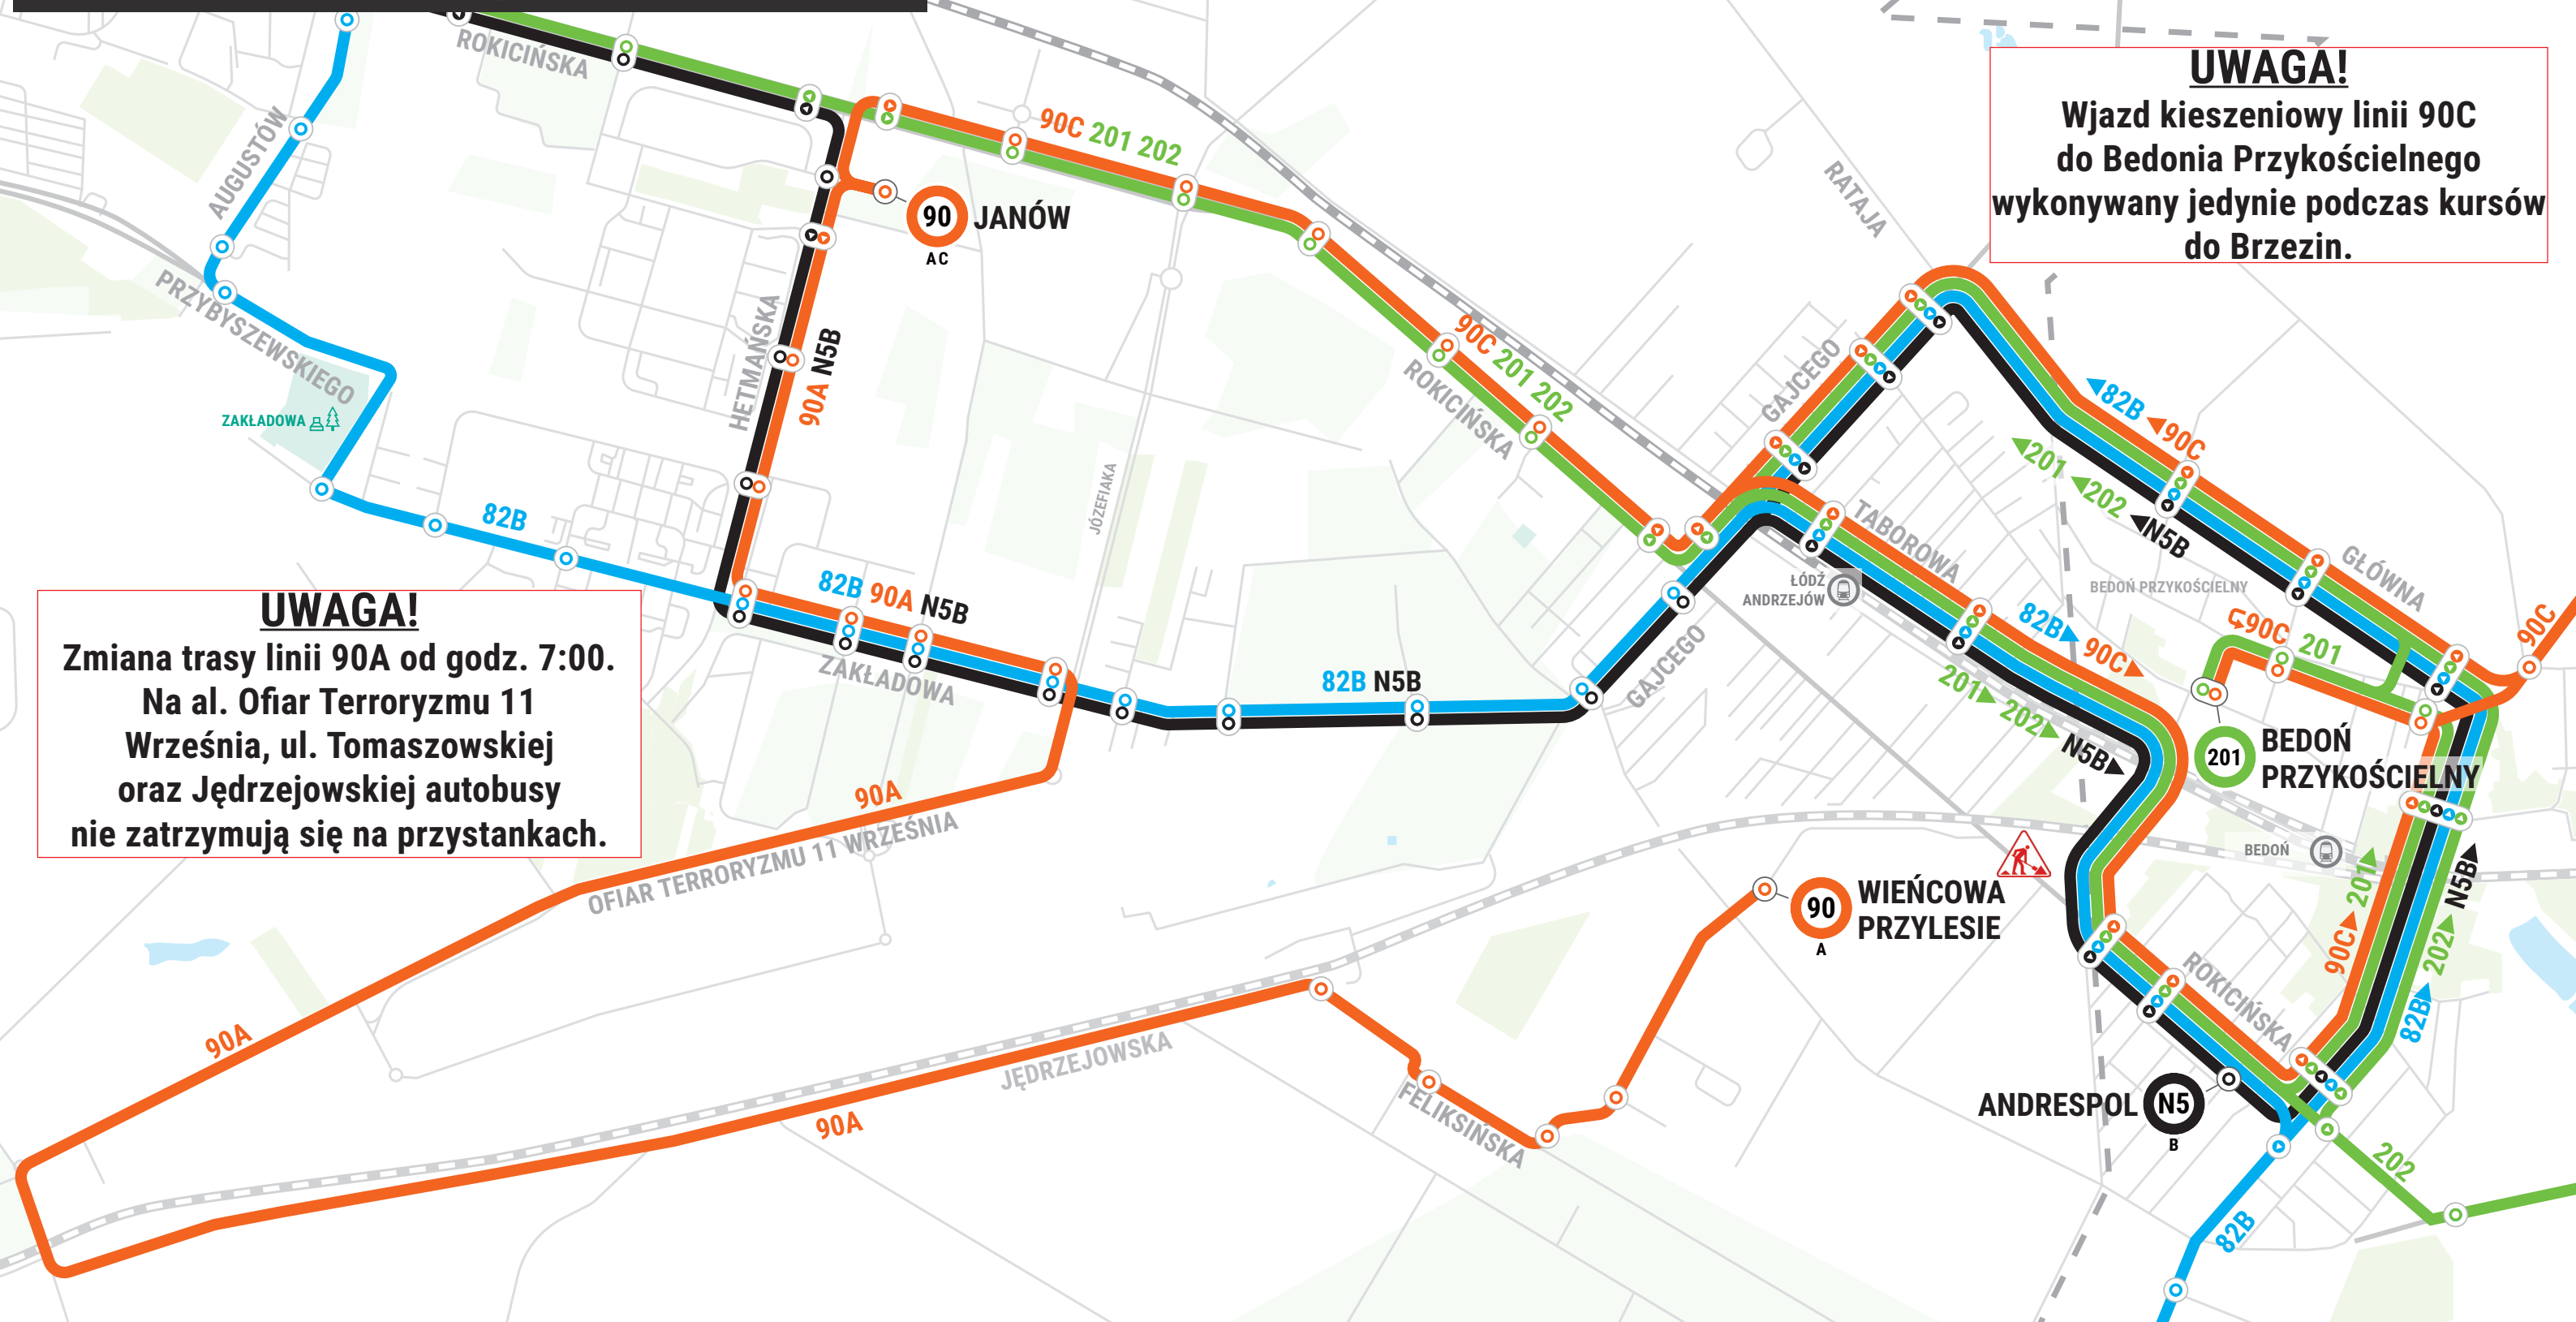 ROKICIŃSKA
AUGUSTÓW
PRZYBYSZEWSKIEGO
ZAKŁADOWA
82B
HETMAŃSKA
90A N5B
90
JANÓW
AC
90C 201 202
90C 201 202
ROKICIŃSKA
JÓZEFIAKA
RATAJA
UWAGA!
Wjazd kieszeniowy linii 90C
do Bedonia Przykościelnego
wykonywany jedynie podczas kursów
do Brzezin.
GAJCEGO
82B
90C
201
202
N5B
TABOROWA
ŁÓDŹ
ANDRZEJÓW
BEDOŃ PRZYKOŚCIELNY
GŁÓWNA
82B
90C
201
202
N5B
90C
201
90C
201
BEDOŃ
PRZYKOŚCIELNY
UWAGA!
Zmiana trasy linii 90A od godz. 7:00.
Na al. Ofiar Terroryzmu 11
Września, ul. Tomaszowskiej
oraz Jędrzejowskiej autobusy
nie zatrzymują się na przystankach.
82B 90A N5B
ZAKŁADOWA
82B N5B
GAJCEGO
90A
OFIAR TERRORYZMU 11 WRZEŚNIA
90A
JĘDRZEJOWSKA
90A
FELIKSIŃSKA
90
A
WIEŃCOWA
PRZYLESIE
BEDOŃ
90C
201
N5B
202
82B
ROKICIŃSKA
ANDRESPOL
N5
B
202
82B